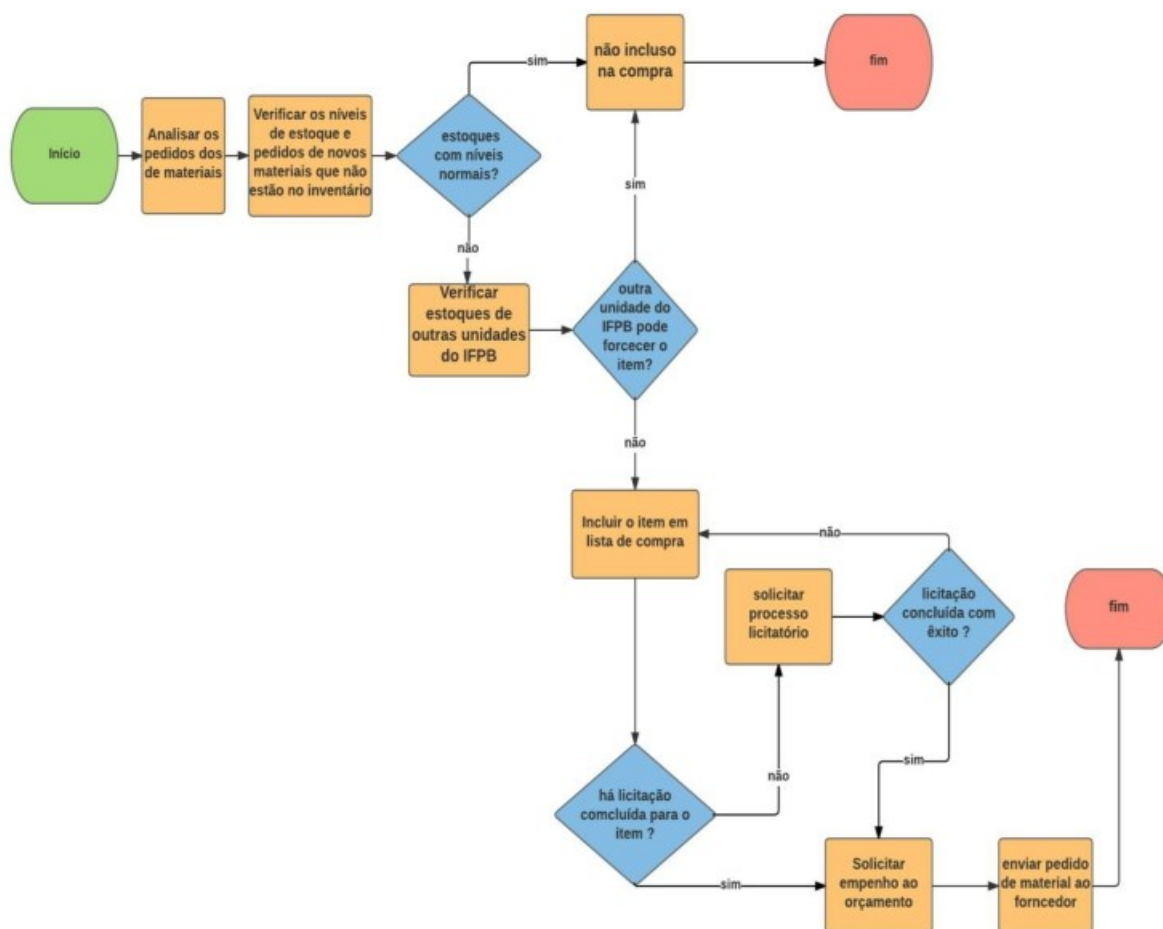 Início
Analisar os
pedidos dos
de materiais
Verificar os níveis
de estoque e
pedidos de novos
materiais que não
estão no inventário
estoques
com níveis
normais?
sim
não incluso
na compra
fim
não
Verificar
estoques de
outras unidades
do IFPB
outra
unidade do
IFPB pode
forcecer o
item?
sim
não
Incluir o item em
lista de compra
há licitação
comcluída para o
item ?
não
solicitar
processo
licitatório
licitação
concluída com
êxito ?
não
sim
sim
Solicitar
empenho ao
orçamento
enviar pedido
de material ao
forncedor
fim